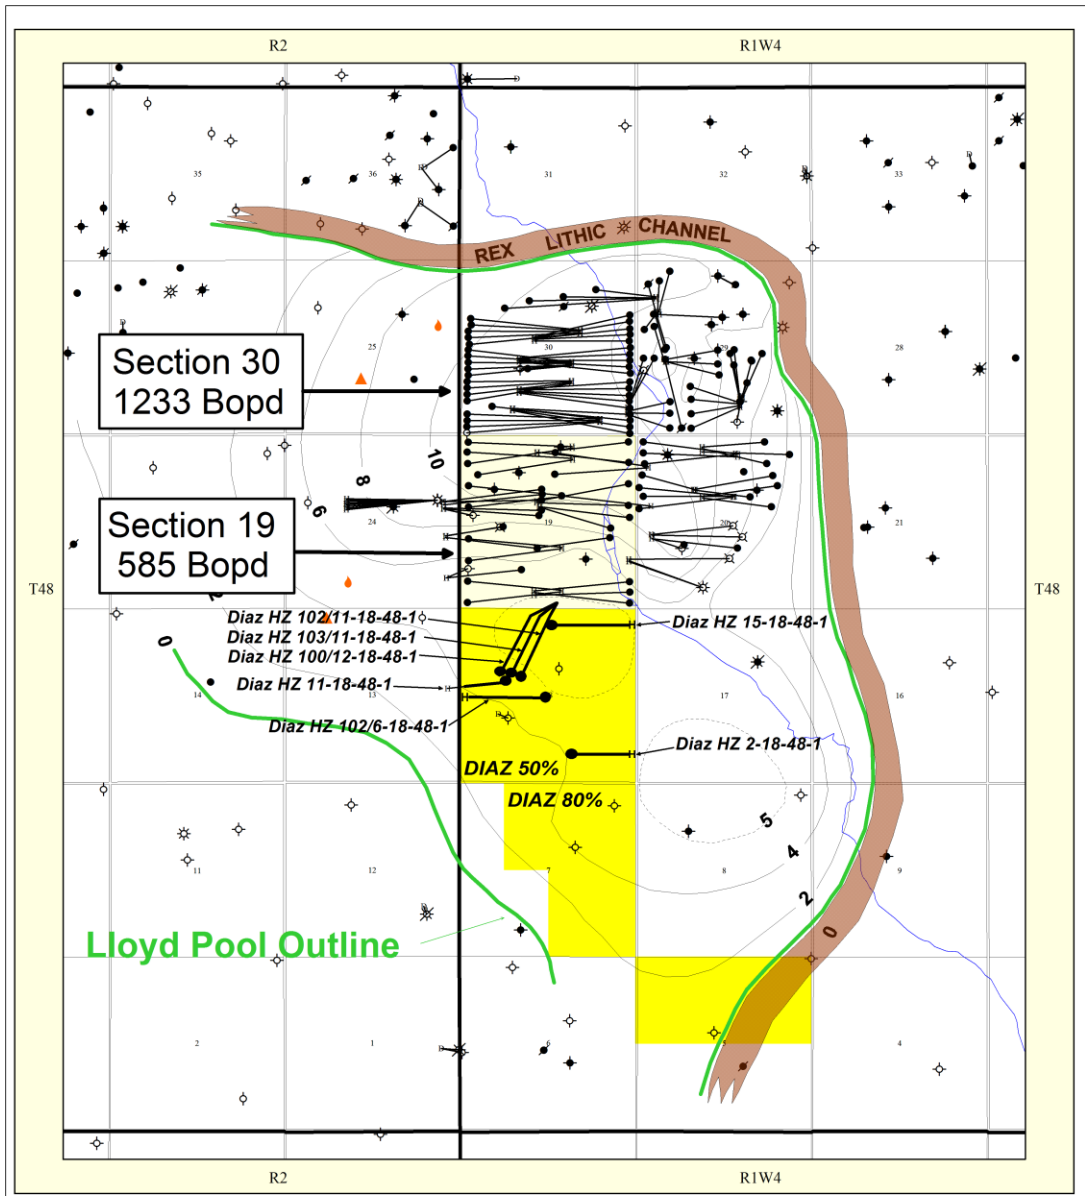 R2 R1W4
35 36 31 32 33
REX LITHIC CHANNEL
D
Section 30
1233 Bopd
25 30 29 28
Section 19
585 Bopd
10
8
6
24 19 20 21
T48 T48
2
0
Diaz HZ 102/11-18-48-1
Diaz HZ 103/11-18-48-1
Diaz HZ 100/12-18-48-1
Diaz HZ 11-18-48-1
Diaz HZ 102/6-18-48-1
Diaz HZ 15-18-48-1
Diaz HZ 2-18-48-1
14 13 17 16
DIAZ 50%
DIAZ 80%
5
4
2
0
11 12 7 8 9
Lloyd Pool Outline
2 1 6 5 4
R2 R1W4